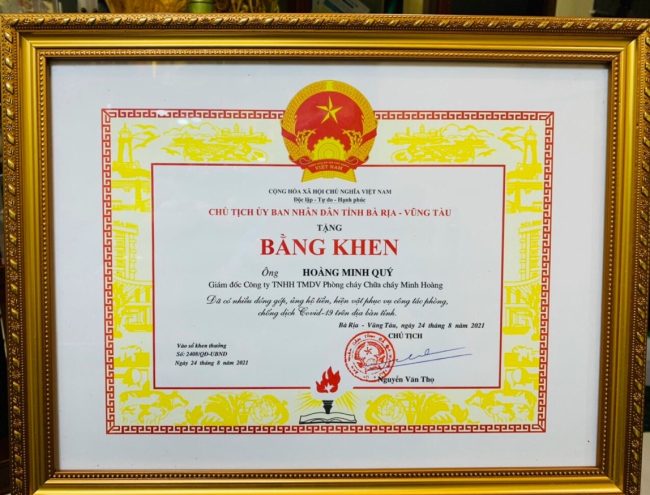 VIỆT NAM
CỘNG HÒA XÃ HỘI CHỦ NGHĨA VIỆT NAM
Độc lập - Tự do - Hạnh phúc
CHỦ TỊCH ỦY BAN NHÂN DÂN TỈNH BÀ RỊA - VŨNG TÀU
TẶNG
BẰNG KHEN
Ông HOÀNG MINH QUÝ
Giám đốc Công ty TNHH TMDV Phòng cháy Chữa cháy Minh Hoàng
Đã có nhiều đóng góp, ủng hộ tiền, hiện vật phục vụ công tác phòng,
chống dịch Covid-19 trên địa bàn tỉnh.
Bà Rịa - Vũng Tàu, ngày 24 tháng 8 năm 2021
CHỦ TỊCH
Vào sổ khen thưởng
Số: 2408/QĐ-UBND
Ngày 24 tháng 8 năm 2021
Nguyễn Văn Thọ